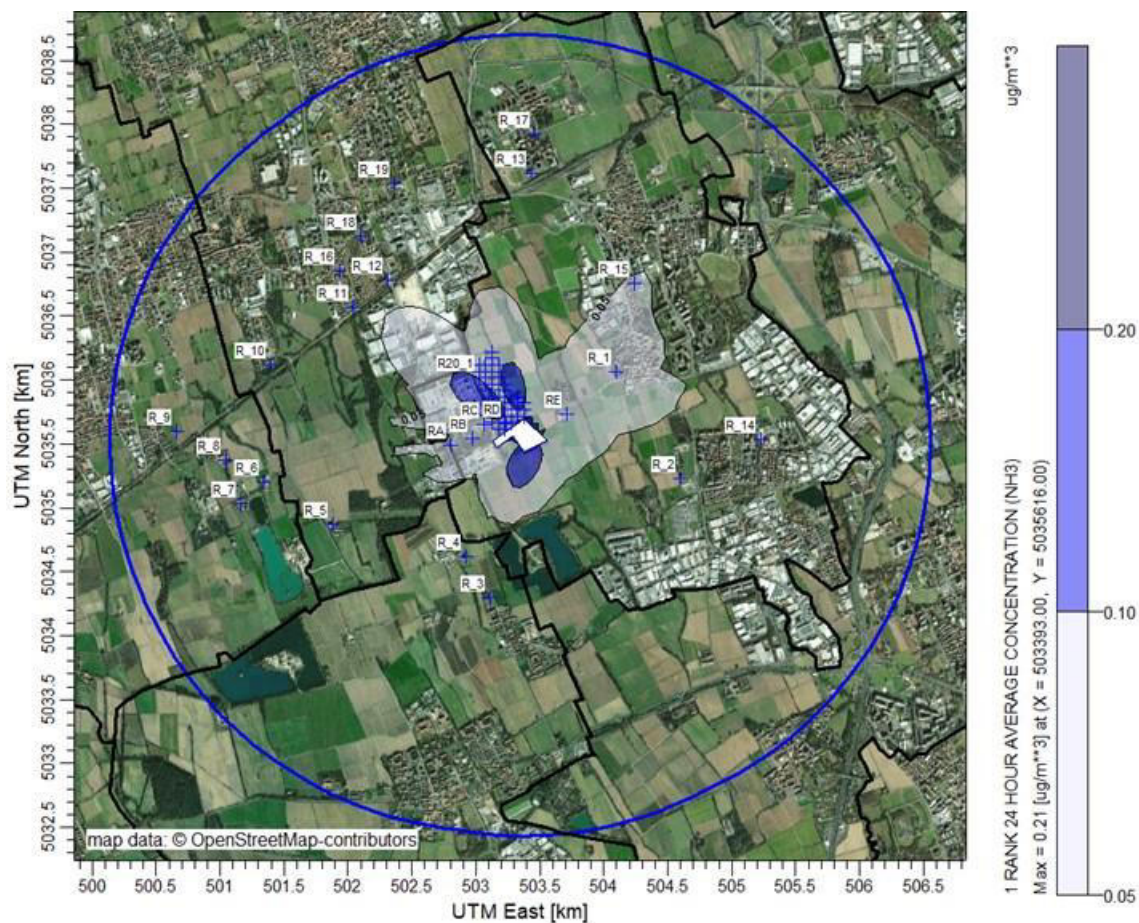 UTM North [km]
5038.5
5038
5037.5
5037
5036.5
5036
5035.5
5035
5034.5
5034
5033.5
5033
5032.5
R_17
R_13
R_19
R_18
R_16
R_12
R_15
R_11
R_10
R20_1
R_1
RE
RC
RD
RB
RA
R_9
R_8
R_6
R_7
R_14
R_2
R_5
R_4
R_3
0.05
0.05
map data: © OpenStreetMap-contributors
500 500.5 501 501.5 502 502.5 503 503.5 504 504.5 505 505.5 506 506.5
UTM East [km]
ug/m**3
0.20
0.10
0.05
1 RANK 24 HOUR AVERAGE CONCENTRATION (NH3)
Max = 0.21 [ug/m**3] at (X = 503393.00, Y = 5035616.00)